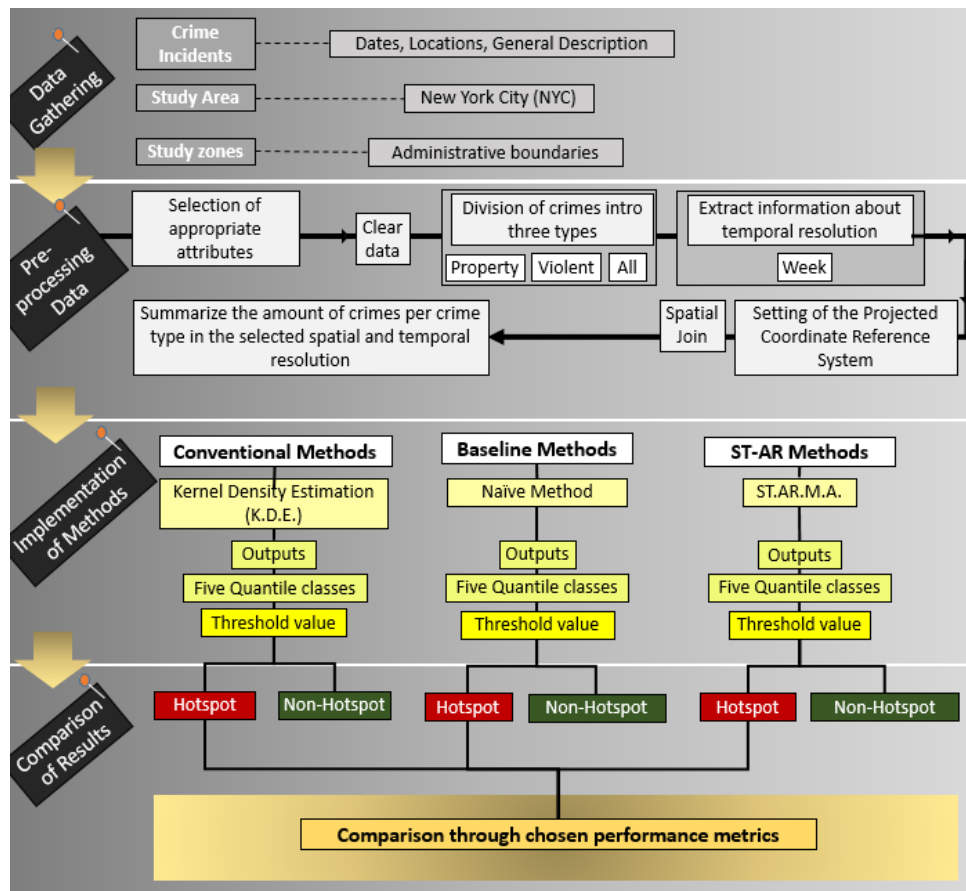 Data
Gathering
Crime
Incidents
Dates, Locations, General Description
Study Area
New York City (NYC)
Study zones
Administrative boundaries
Pre-
processing
Data
Selection of
appropriate
attributes
Clear
data
Division of crimes intro
three types
Property
Violent
All
Extract information about
temporal resolution
Week
Setting of the Projected
Coordinate Reference
System
Spatial
Join
Summarize the amount of crimes per crime
type in the selected spatial and temporal
resolution
Implementation
of Methods
Conventional Methods
Kernel Density Estimation
(K.D.E.)
Outputs
Five Quantile classes
Threshold value
Baseline Methods
Naïve Method
Outputs
Five Quantile classes
Threshold value
ST-AR Methods
ST.AR.M.A.
Outputs
Five Quantile classes
Threshold value
Comparison
of Results
Hotspot
Non-Hotspot
Hotspot
Non-Hotspot
Hotspot
Non-Hotspot
Comparison through chosen performance metrics